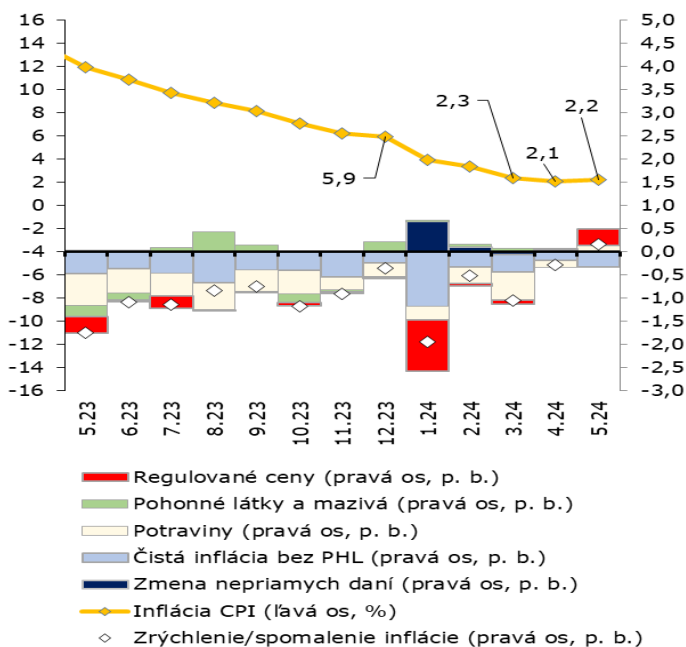 16 5,0
14 4,5
12 4,0
10 3,5
8 3,0
6 2,5
4 2,0
2 1,5
0 1,0
-2 0,5
-4 0,0
-6 -0,5
-8 -1,0
-10 -1,5
-12 -2,0
-14 -2,5
-16 -3,0
5,9
2,3
2,1
2,2
5.23 6.23 7.23 8.23 9.23 10.23 11.23 12.23 1.24 2.24 3.24 4.24 5.24
Regulované ceny (pravá os, p. b.)
Pohonné látky a mazivá (pravá os, p. b.)
Potraviny (pravá os, p. b.)
Čistá inflácia bez PHL (pravá os, p. b.)
Zmena nepriamych daní (pravá os, p. b.)
Inflácia CPI (ľavá os, %)
Zrýchlenie/spomalenie inflácie (pravá os, p. b.)